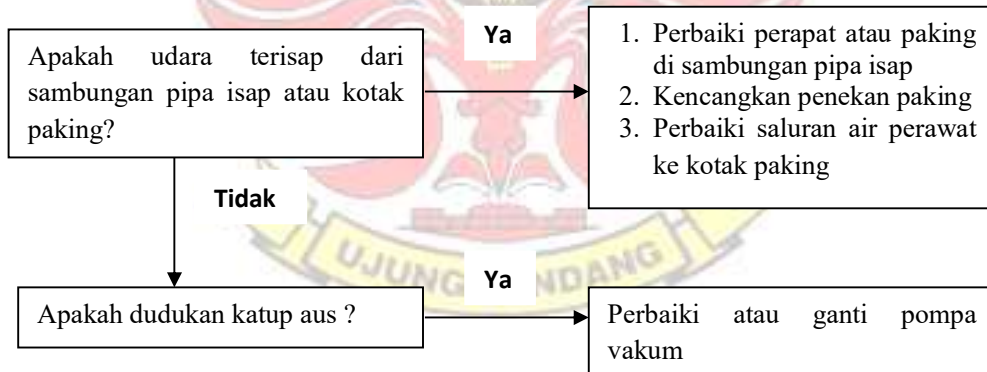 Apakah udara terisap dari
sambungan pipa isap atau kotak
paking?
Ya
1. Perbaiki perapat atau paking
di sambungan pipa isap
2. Kencangkan penekan paking
3. Perbaiki saluran air perawat
ke kotak paking
Tidak
Apakah dudukan katup aus ?
Ya
Perbaiki atau ganti pompa
vakum
UJUNG
NDANG